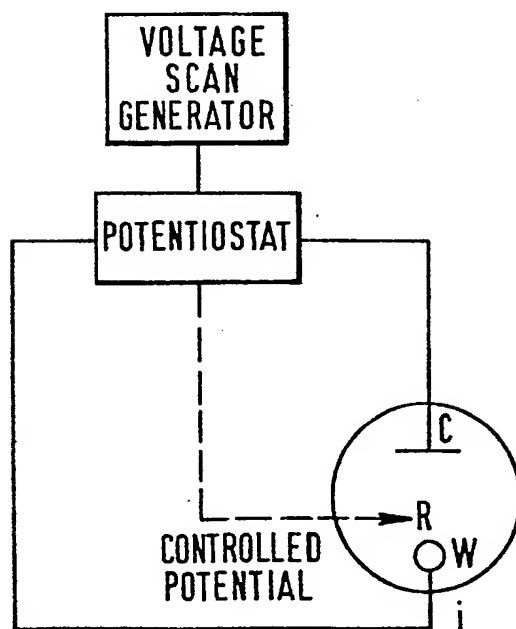 VOLTAGE
SCAN
GENERATOR
POTENTIOSTAT
C
R
W
CONTROLLED
POTENTIAL
i